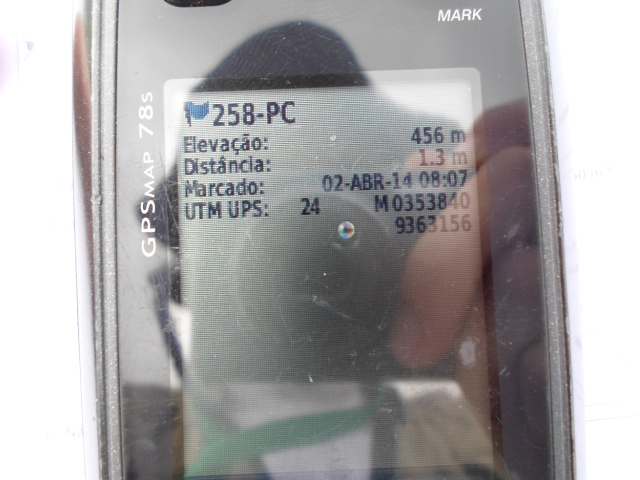 MARK
GPSMAP 78s
258-PC
Elevação: 456 m
Distância: 1.3 m
Marcado: 02-ABR-14 08:07
UTM UPS: 24 M 0353840
9363156